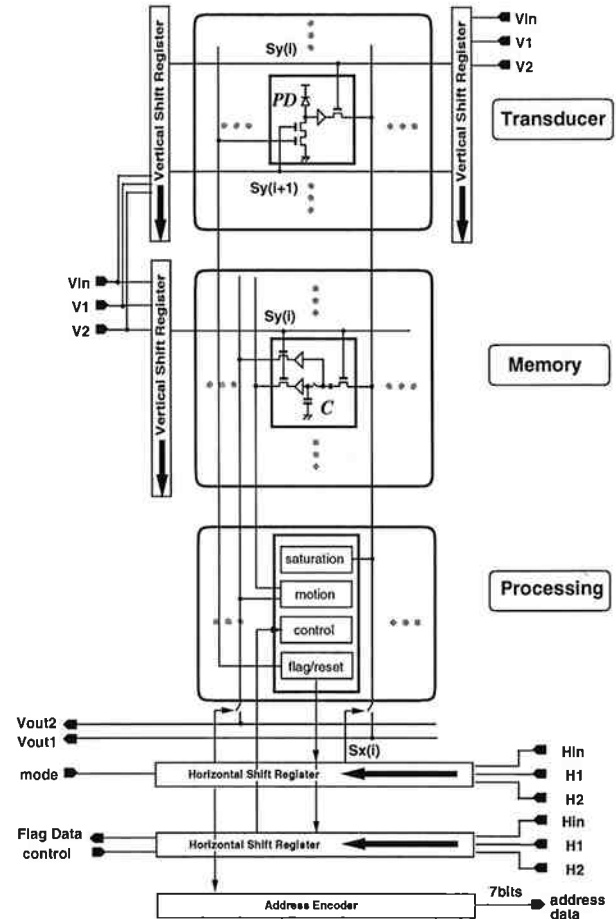 Vin
V1
V2
Vertical Shift Register
Sy(i)
PD
Sy(i+1)
Vertical Shift Register
Transducer
Vin
V1
V2
Vertical Shift Register
Sy(i)
C
Memory
saturation
motion
control
flag/reset
Processing
Vout2
Vout1
Sx(i)
mode
Horizontal Shift Register
Hin
H1
H2
Flag Data
control
Horizontal Shift Register
Hin
H1
H2
Address Encoder
7bits
address
data